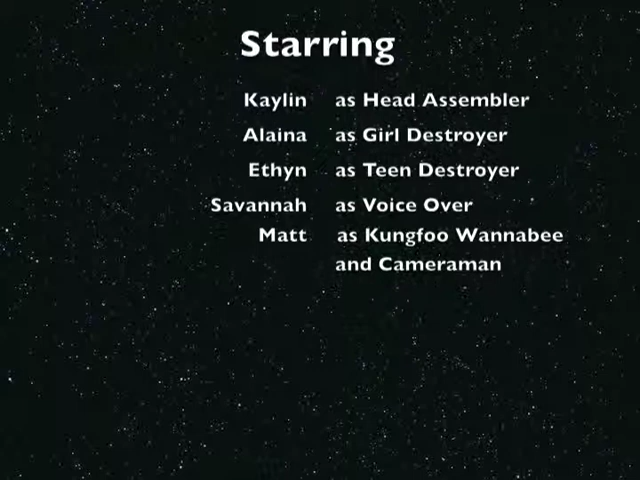 Starring
Kaylin as Head Assembler
Alaina as Girl Destroyer
Ethyn as Teen Destroyer
Savannah as Voice Over
Matt as Kungfoo Wannabee
and Cameraman